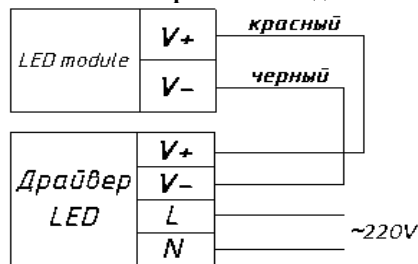 LED module
V+
красный
V-
черный
Драйвер
LED
V+
V-
L
N
~220V